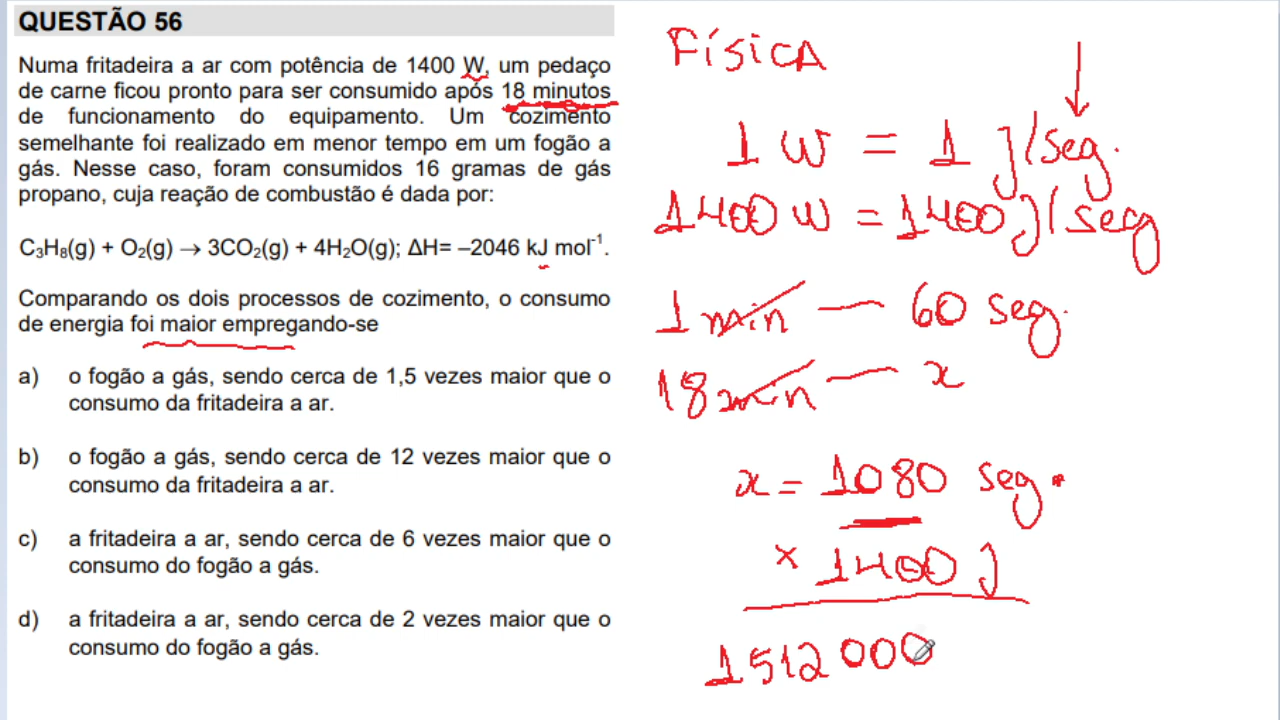 QUESTÃO 56
Numa fritadeira a ar com potência de 1400 W, um pedaço
de carne ficou pronto para ser consumido após 18 minutos
de funcionamento do equipamento. Um cozimento
semelhante foi realizado em menor tempo em um fogão a
gás. Nesse caso, foram consumidos 16 gramas de gás
propano, cuja reação de combustão é dada por:
C₃H₈(g) + O₂(g) → 3CO₂(g) + 4H₂O(g); ΔH= –2046 kJ mol⁻¹.
Comparando os dois processos de cozimento, o consumo
de energia foi maior empregando-se
a) o fogão a gás, sendo cerca de 1,5 vezes maior que o
consumo da fritadeira a ar.
b) o fogão a gás, sendo cerca de 12 vezes maior que o
consumo da fritadeira a ar.
c) a fritadeira a ar, sendo cerca de 6 vezes maior que o
consumo do fogão a gás.
d) a fritadeira a ar, sendo cerca de 2 vezes maior que o
consumo do fogão a gás.
FÍSICA
1 W = 1 J/seg.
1400 W = 1400 J/seg
1 min — 60 seg.
18 min — x
x = 1080 seg.
x 1400 J
1512000